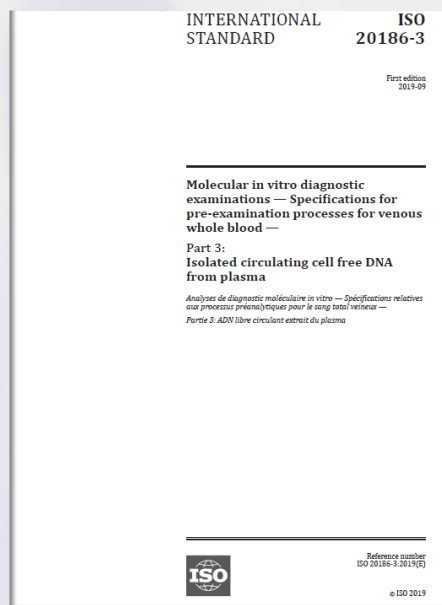 INTERNATIONAL STANDARD
ISO 20186-3
First edition
2019-09
Molecular in vitro diagnostic
examinations — Specifications for
pre-examination processes for venous
whole blood —
Part 3:
Isolated circulating cell free DNA
from plasma
Analyses de diagnostic moléculaire in vitro — Spécifications relatives
aux processus préanalytiques pour le sang total veineux —
Partie 3: ADN libre circulant extrait du plasma
ISO
Reference number
ISO 20186-3:2019(E)
© ISO 2019